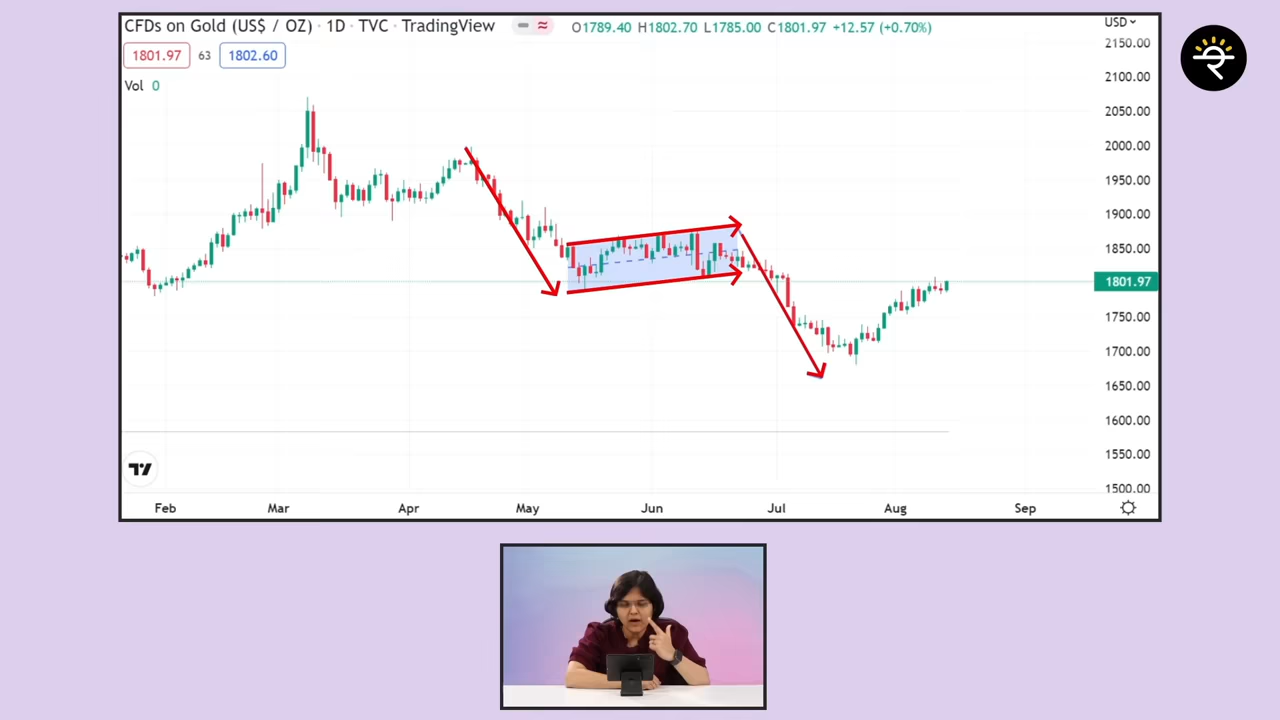 CFDs on Gold (US$ / OZ) · 1D · TVC · TradingView
O1789.40 H1802.70 L1785.00 C1801.97 +12.57 (+0.70%)
USD
1801.97 63 1802.60
Vol 0
2150.00
2100.00
2050.00
2000.00
1950.00
1900.00
1850.00
1801.97
1750.00
1700.00
1650.00
1600.00
1550.00
1500.00
Feb Mar Apr May Jun Jul Aug Sep